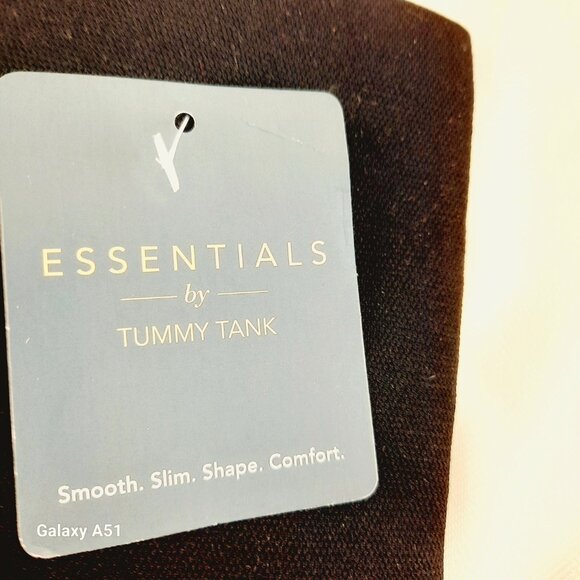 ESSENTIALS
by
TUMMY TANK
Smooth. Slim. Shape. Comfort.
Galaxy A51